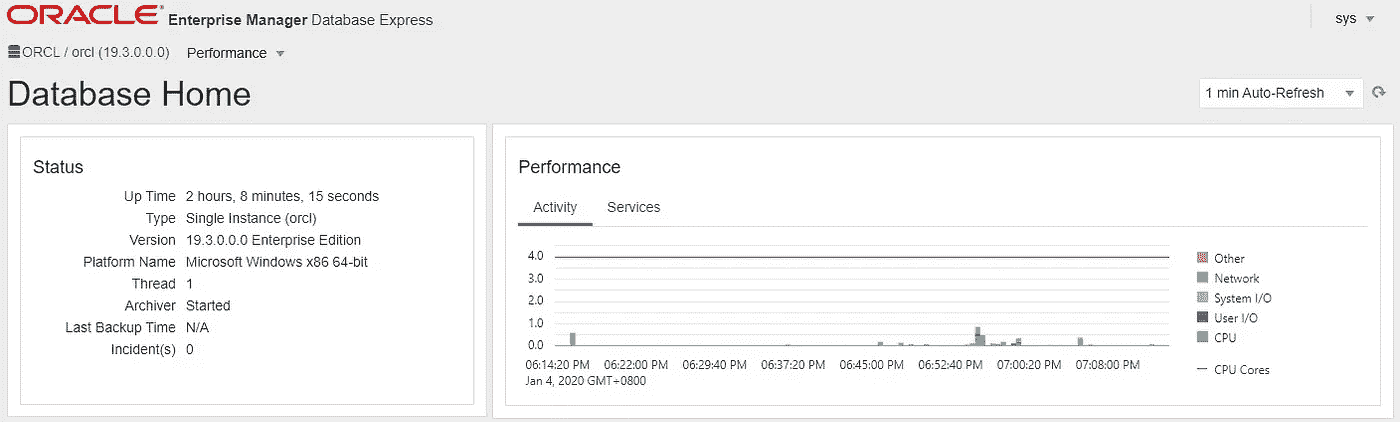 ORACLE Enterprise Manager Database Express
sys
ORCL / orcl (19.3.0.0.0) Performance
Database Home
1 min Auto-Refresh
Status
Up Time 2 hours, 8 minutes, 15 seconds
Type Single Instance (orcl)
Version 19.3.0.0.0 Enterprise Edition
Platform Name Microsoft Windows x86 64-bit
Thread 1
Archiver Started
Last Backup Time N/A
Incident(s) 0
Performance
Activity Services
4.0
3.0
2.0
1.0
0.0
06:14:20 PM 06:22:00 PM 06:29:40 PM 06:37:20 PM 06:45:00 PM 06:52:40 PM 07:00:20 PM 07:08:00 PM
Jan 4, 2020 GMT+0800
Other
Network
System I/O
User I/O
CPU
CPU Cores